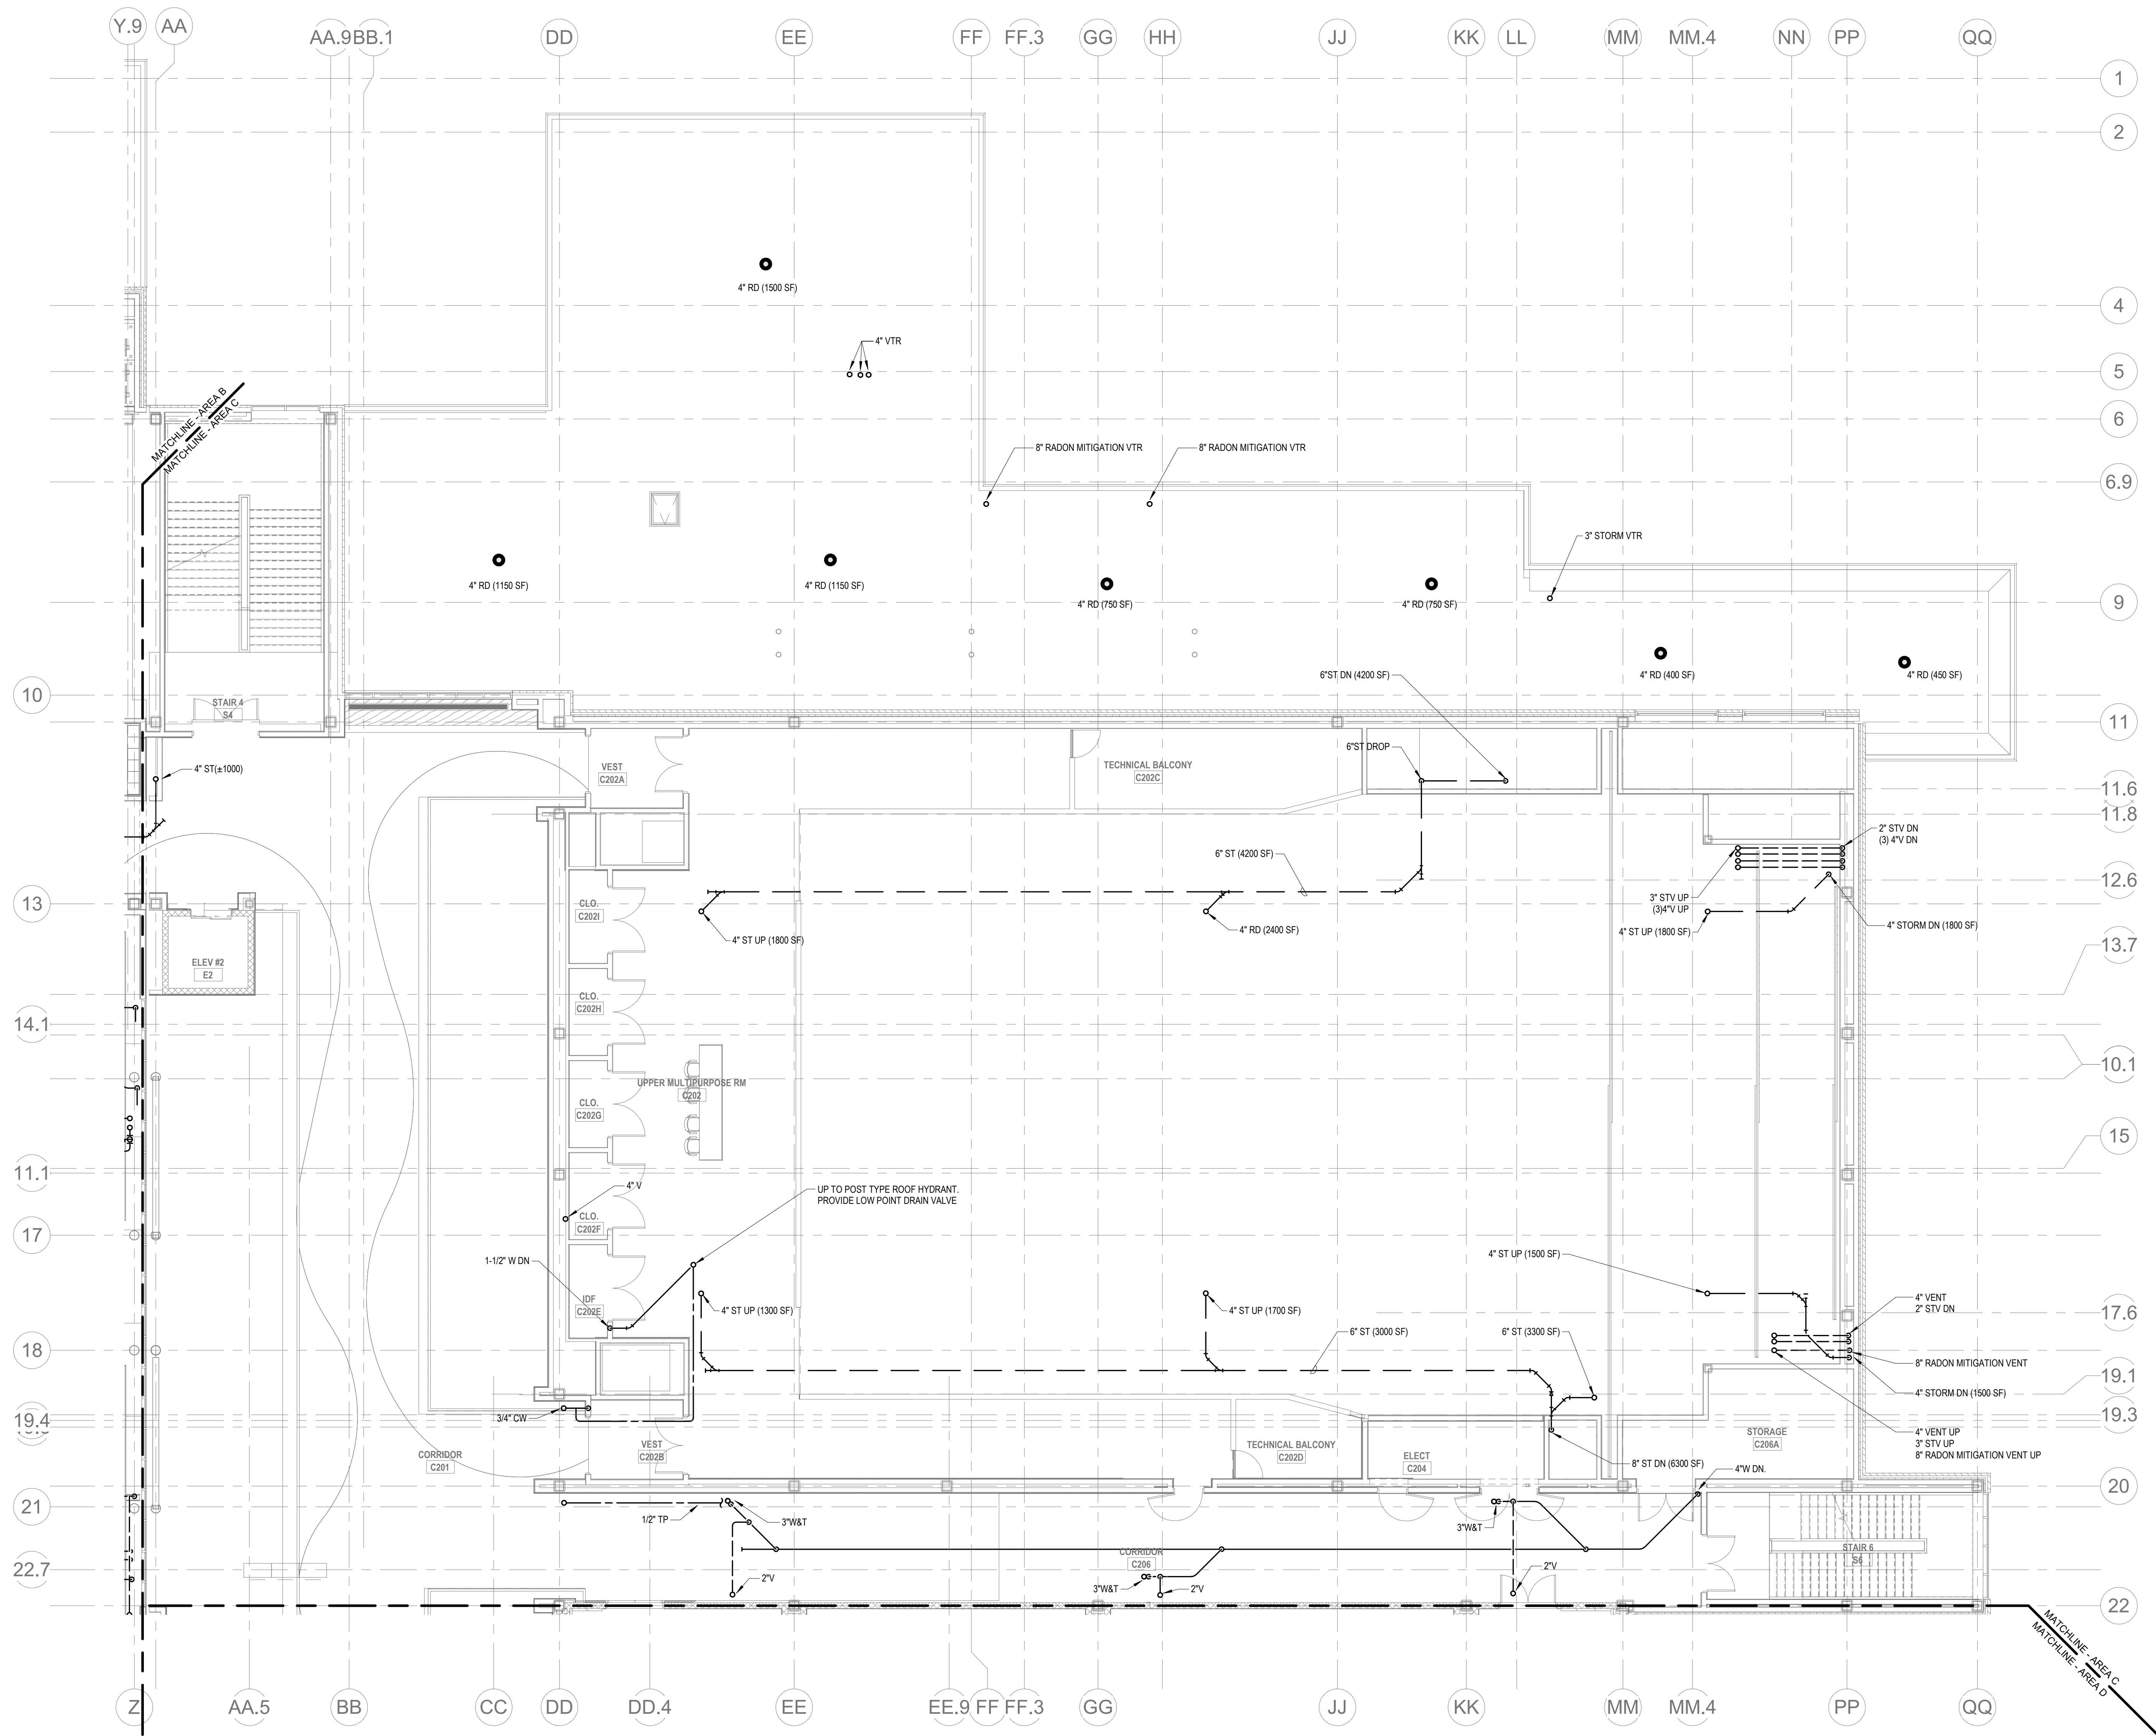 Y.9
AA
AA.9
BB.1
DD
EE
FF
FF.3
GG
HH
JJ
KK
LL
MM
MM.4
NN
PP
QQ
1
2
4" RD (1500 SF)
4
4" VTR
5
MATCHLINE - AREA B
MATCHLINE - AREA C
6
8" RADON MITIGATION VTR
8" RADON MITIGATION VTR
6.9
3" STORM VTR
4" RD (1150 SF)
4" RD (1150 SF)
4" RD (750 SF)
4" RD (750 SF)
9
4" RD (400 SF)
4" RD (450 SF)
6"ST DN (4200 SF)
10
STAIR 4
S4
11
6"ST DROP
VEST
C202A
TECHNICAL BALCONY
C202C
4" ST(±1000)
11.6
11.8
2" STV DN
(3) 4"V DN
6" ST (4200 SF)
12.6
3" STV UP
(3)4"V UP
13
CLO.
C202I
4" ST UP (1800 SF)
4" RD (2400 SF)
4" ST UP (1800 SF)
4" STORM DN (1800 SF)
13.7
ELEV #2
E2
CLO.
C202H
14.1
10.1
UPPER MULTIPURPOSE RM
C202
CLO.
C202G
15
11.1
4" V
UP TO POST TYPE ROOF HYDRANT.
PROVIDE LOW POINT DRAIN VALVE
CLO.
C202F
17
1-1/2" W DN
4" ST UP (1500 SF)
IDF
C202E
4" ST UP (1300 SF)
4" ST UP (1700 SF)
4" VENT
2" STV DN
17.6
6" ST (3000 SF)
6" ST (3300 SF)
18
8" RADON MITIGATION VENT
19.1
4" STORM DN (1500 SF)
3/4" CW
19.4
19.3
CORRIDOR
C201
VEST
C202B
TECHNICAL BALCONY
C202D
ELECT
C204
STORAGE
C206A
4" VENT UP
3" STV UP
8" RADON MITIGATION VENT UP
8" ST DN (6300 SF)
4"W DN.
20
21
1/2" TP
3"W&T
3"W&T
CORRIDOR
C206
STAIR 6
S6
22.7
2"V
3"W&T
2"V
2"V
22
MATCHLINE - AREA C
MATCHLINE - AREA D
Z
AA.5
BB
CC
DD
DD.4
EE
EE.9
FF
FF.3
GG
JJ
KK
MM
MM.4
PP
QQ